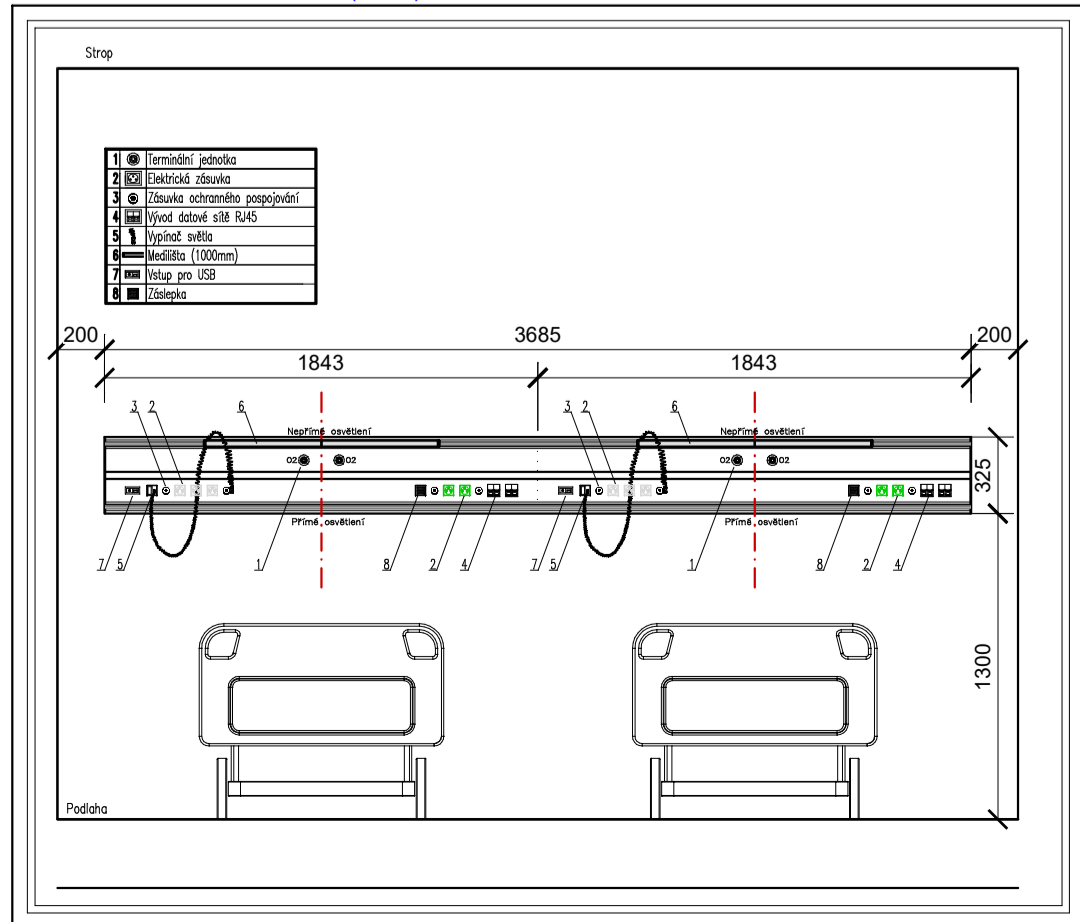 Strop
1 Terminální jednotka
2 Elektrická zásuvka
3 Zásuvka ochranného pospojování
4 Vývod datové sítě RJ45
5 Vypínač světla
6 Medilišta (1000mm)
7 Vstup pro USB
8 Záslepka
200 3685 200
1843 1843
3 2 6 3 2 6
Nepřímé osvětlení Nepřímé osvětlení
O2 O2 O2 O2
325
Přímé osvětlení Přímé osvětlení
7 5 1 8 2 4 7 5 1 8 2 4
1300
Podlaha